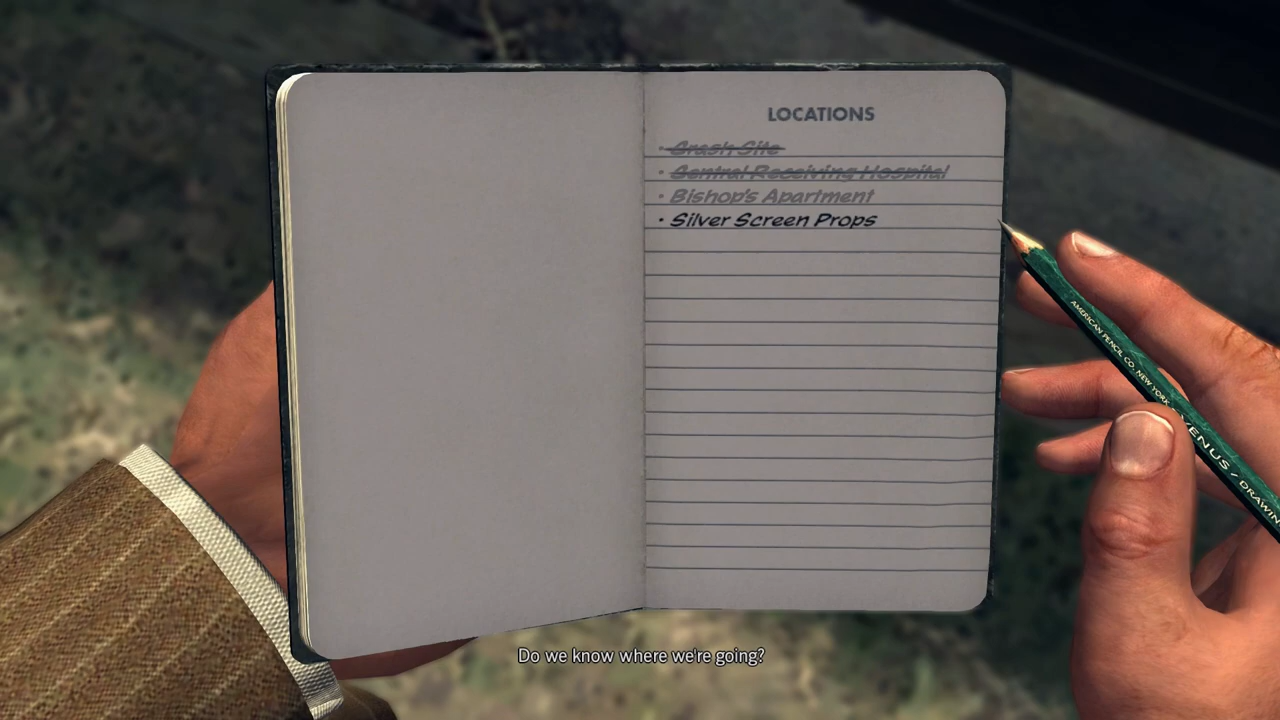 LOCATIONS
· Crash Site
· Central Receiving Hospital
· Bishop's Apartment
· Silver Screen Props
AMERICAN PENCIL CO. NEW YORK
VENUS / DRAWIN
Do we know where we're going?